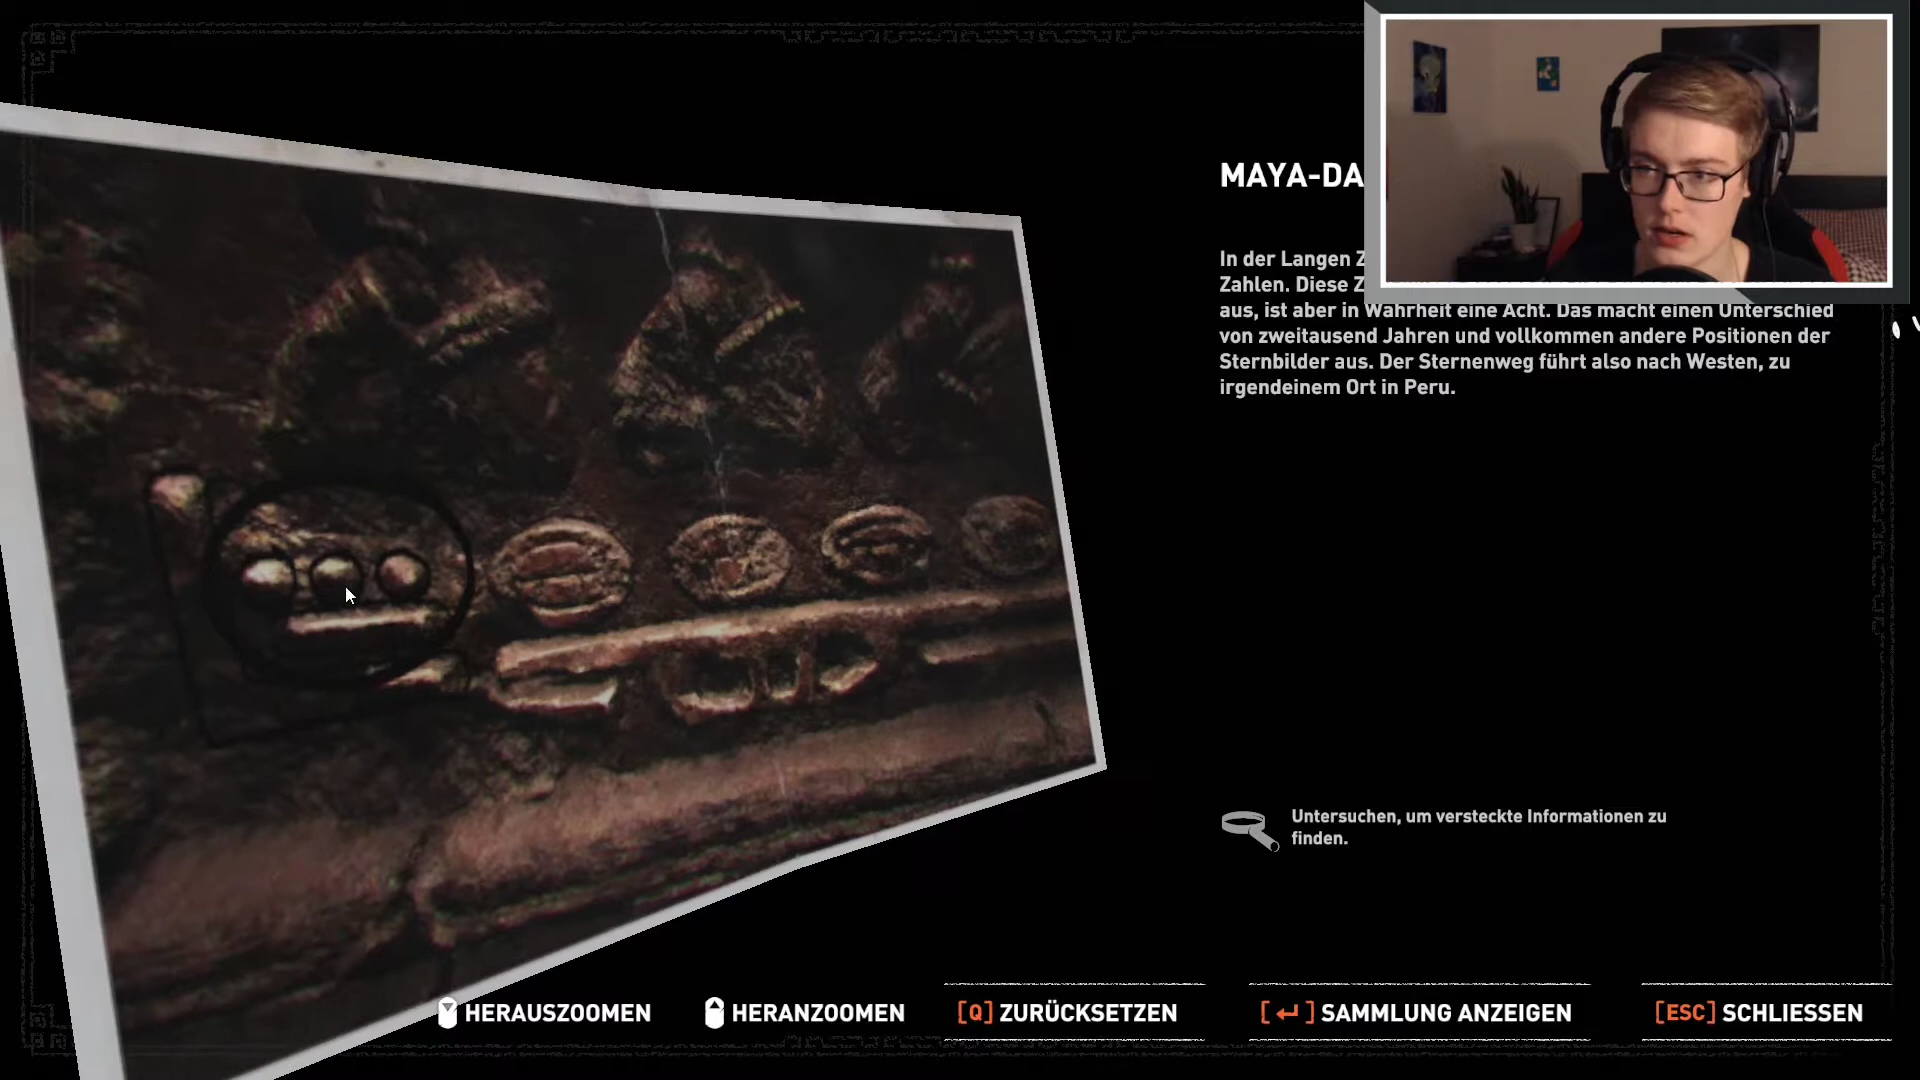 MAYA-DA
In der Langen Z
Zahlen. Diese Z
aus, ist aber in Wahrheit eine Acht. Das macht einen Unterschied
von zweitausend Jahren und vollkommen andere Positionen der
Sternbilder aus. Der Sternenweg führt also nach Westen, zu
irgendeinem Ort in Peru.
Untersuchen, um versteckte Informationen zu
finden.
HERAUSZOOMEN HERANZOOMEN [Q] ZURÜCKSETZEN [↵] SAMMLUNG ANZEIGEN [ESC] SCHLIESSEN